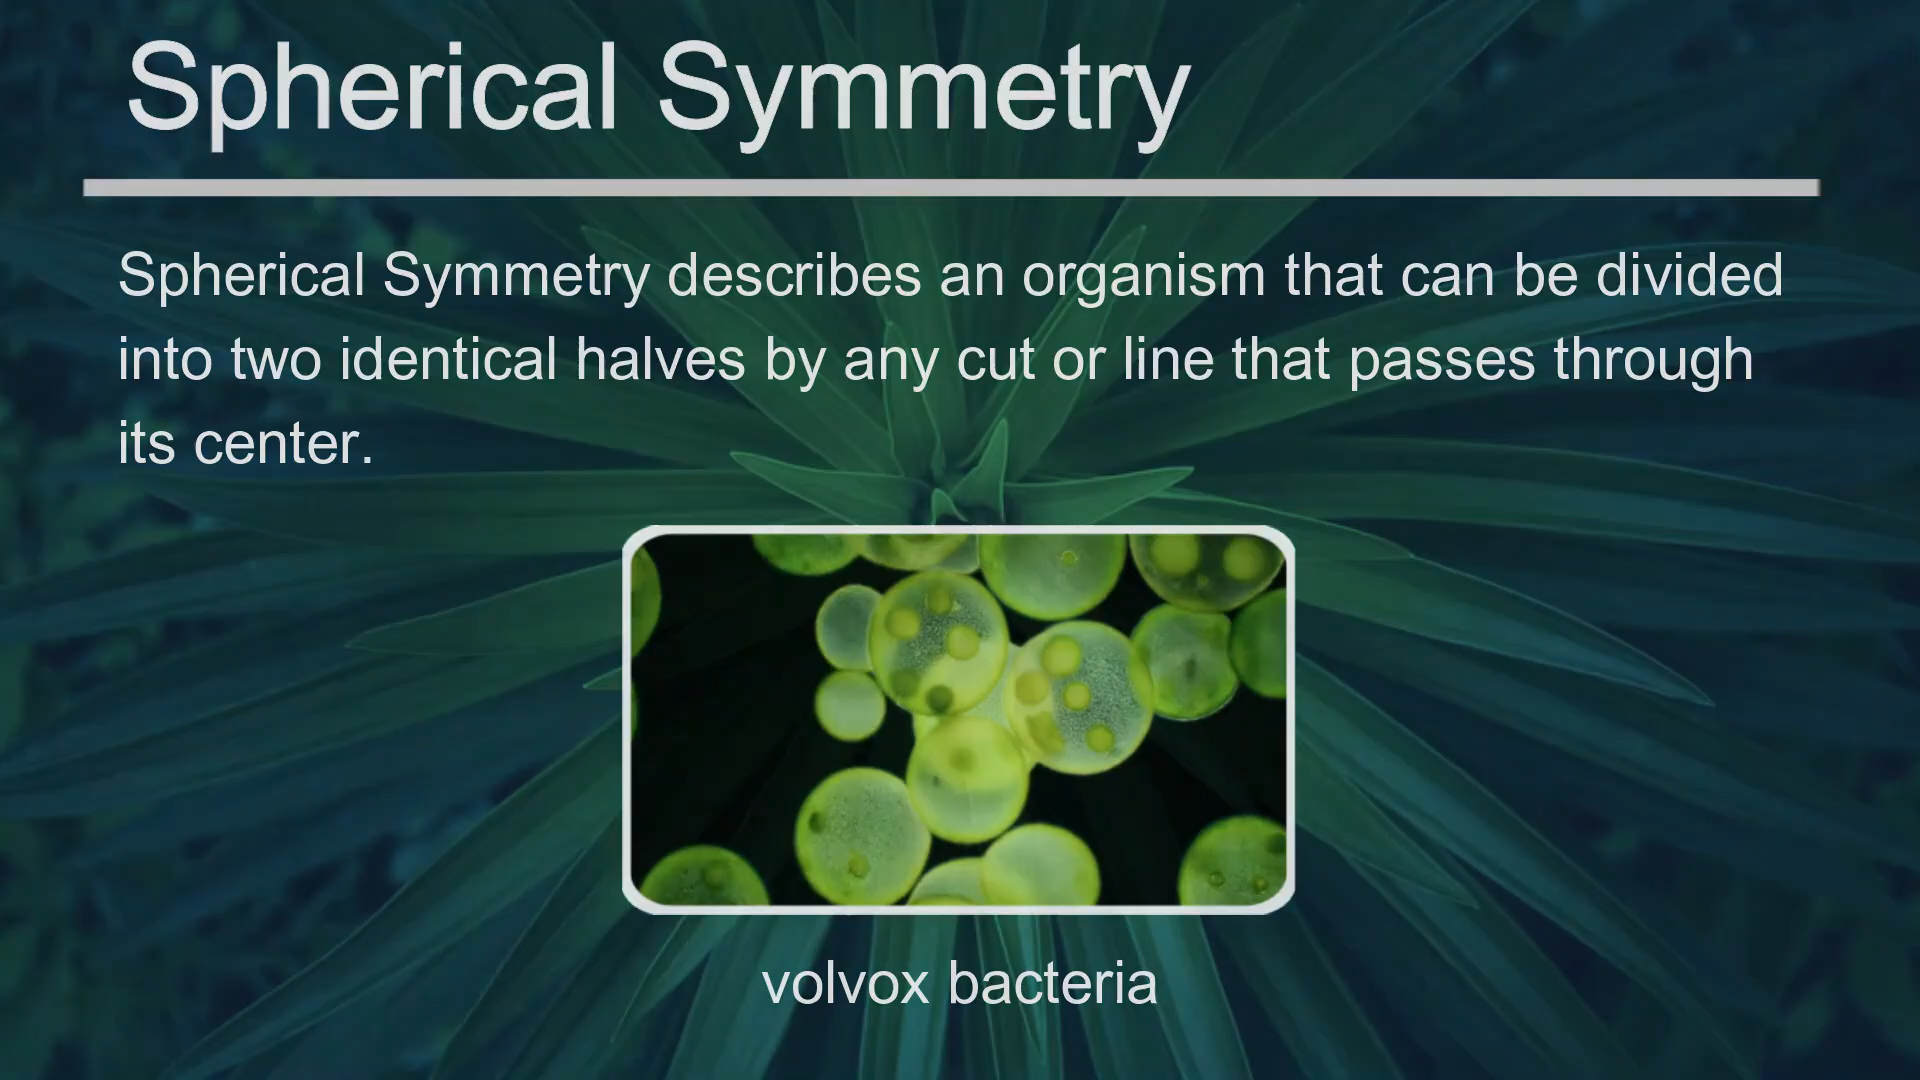 Spherical Symmetry
Spherical Symmetry describes an organism that can be divided
into two identical halves by any cut or line that passes through
its center.
volvox bacteria